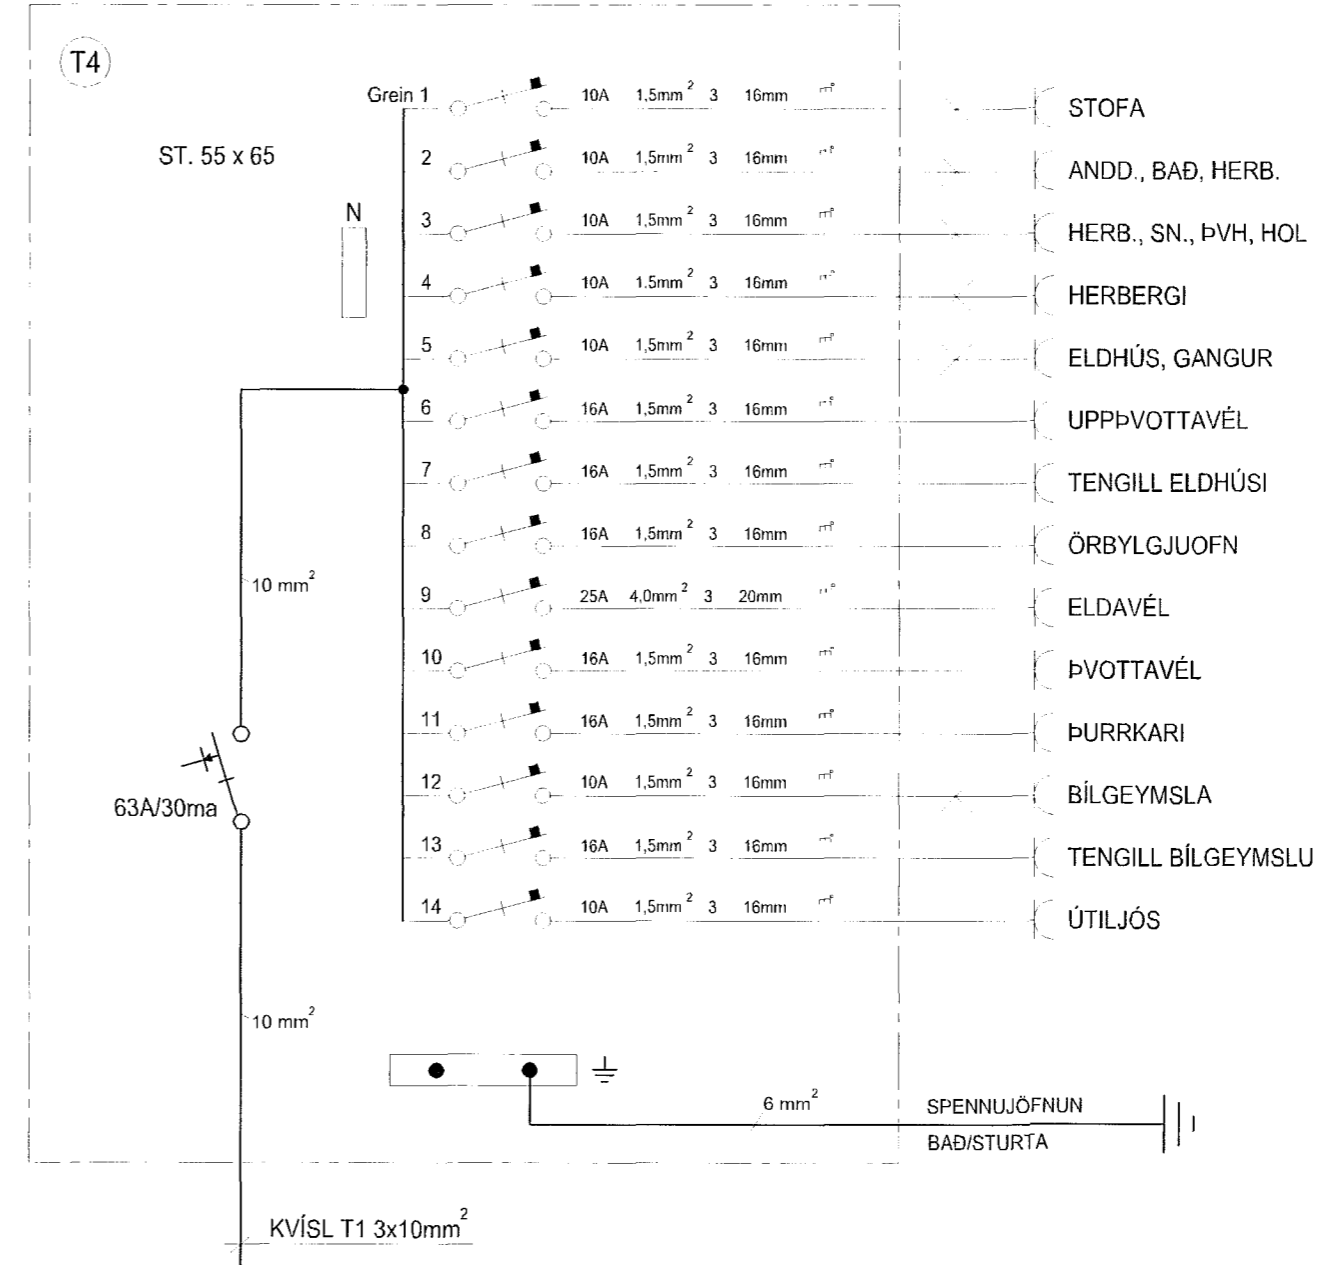 T4
ST. 55 x 65
N
Grein 1 10A 1,5mm² 3 16mm STOFA
2 10A 1,5mm² 3 16mm ANDD., BAÐ, HERB.
3 10A 1,5mm² 3 16mm HERB., SN., ÞVH, HOL
4 10A 1.5mm² 3 16mm HERBERGI
5 10A 1,5mm² 3 16mm ELDHÚS, GANGUR
6 16A 1,5mm² 3 16mm UPPÞVOTTAVÉL
7 16A 1,5mm² 3 16mm TENGILL ELDHÚSI
8 16A 1,5mm² 3 16mm ÖRBYLGJUOFN
9 25A 4,0mm² 3 20mm ELDAVÉL
10 16A 1,5mm² 3 16mm ÞVOTTAVÉL
11 16A 1,5mm² 3 16mm ÞURRKARI
12 10A 1,5mm² 3 16mm BÍLGEYMSLA
13 16A 1,5mm² 3 16mm TENGILL BÍLGEYMSLU
14 10A 1,5mm² 3 16mm ÚTILJÓS
10 mm²
63A/30ma
10 mm²
6 mm² SPENNUJÖFNUN
BAÐ/STURTA
KVÍSL T1 3x10mm²